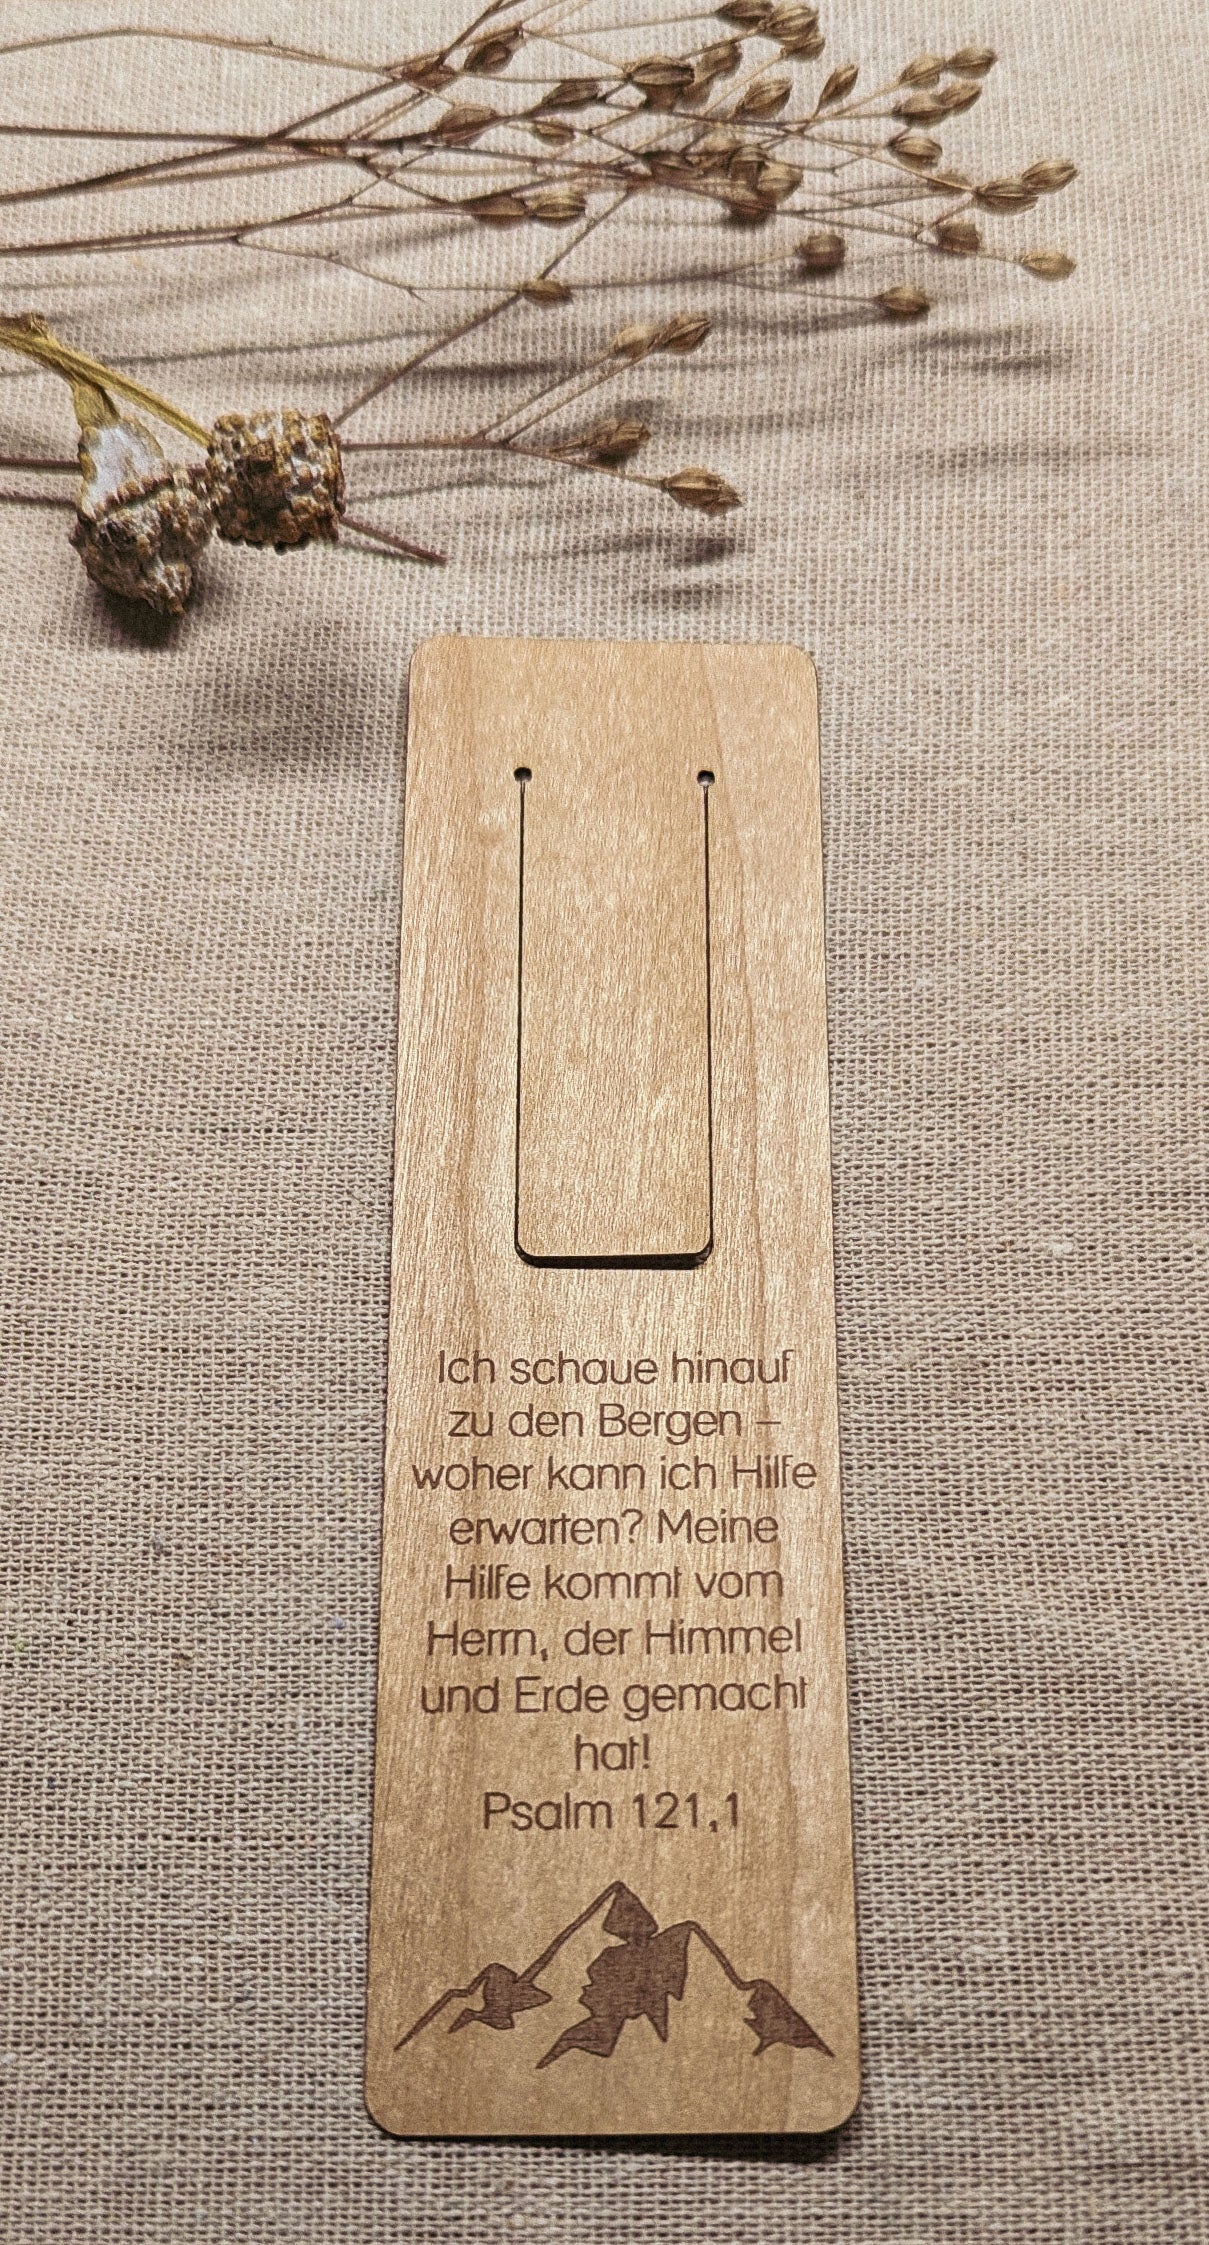 Ich schaue hinauf
zu den Bergen –
woher kann ich Hilfe
erwarten? Meine
Hilfe kommt vom
Herrn, der Himmel
und Erde gemacht
hat!
Psalm 121,1